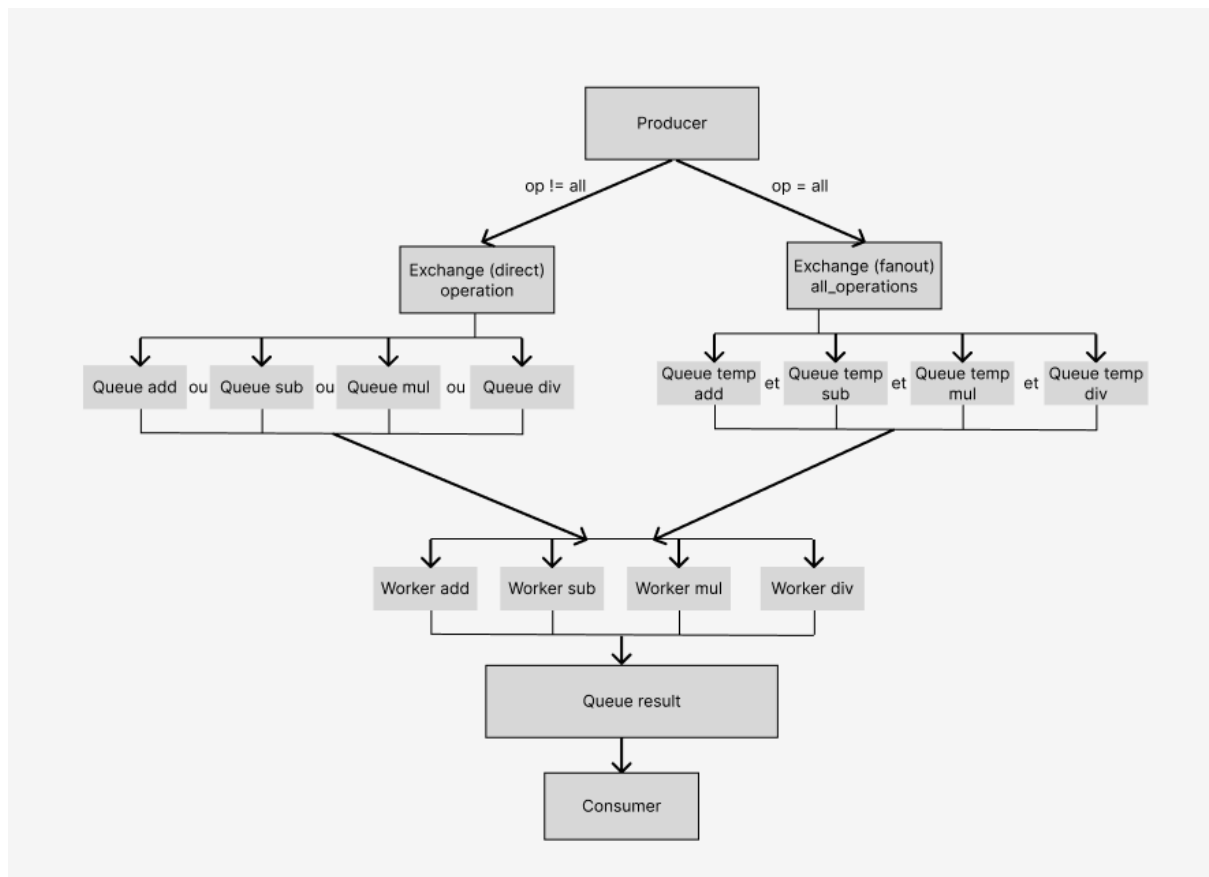 Producer
op != all
op = all
Exchange (direct)
operation
Exchange (fanout)
all_operations
Queue add ou Queue sub ou Queue mul ou Queue div
Queue temp
add
et
Queue temp
sub
et
Queue temp
mul
et
Queue temp
div
Worker add
Worker sub
Worker mul
Worker div
Queue result
Consumer